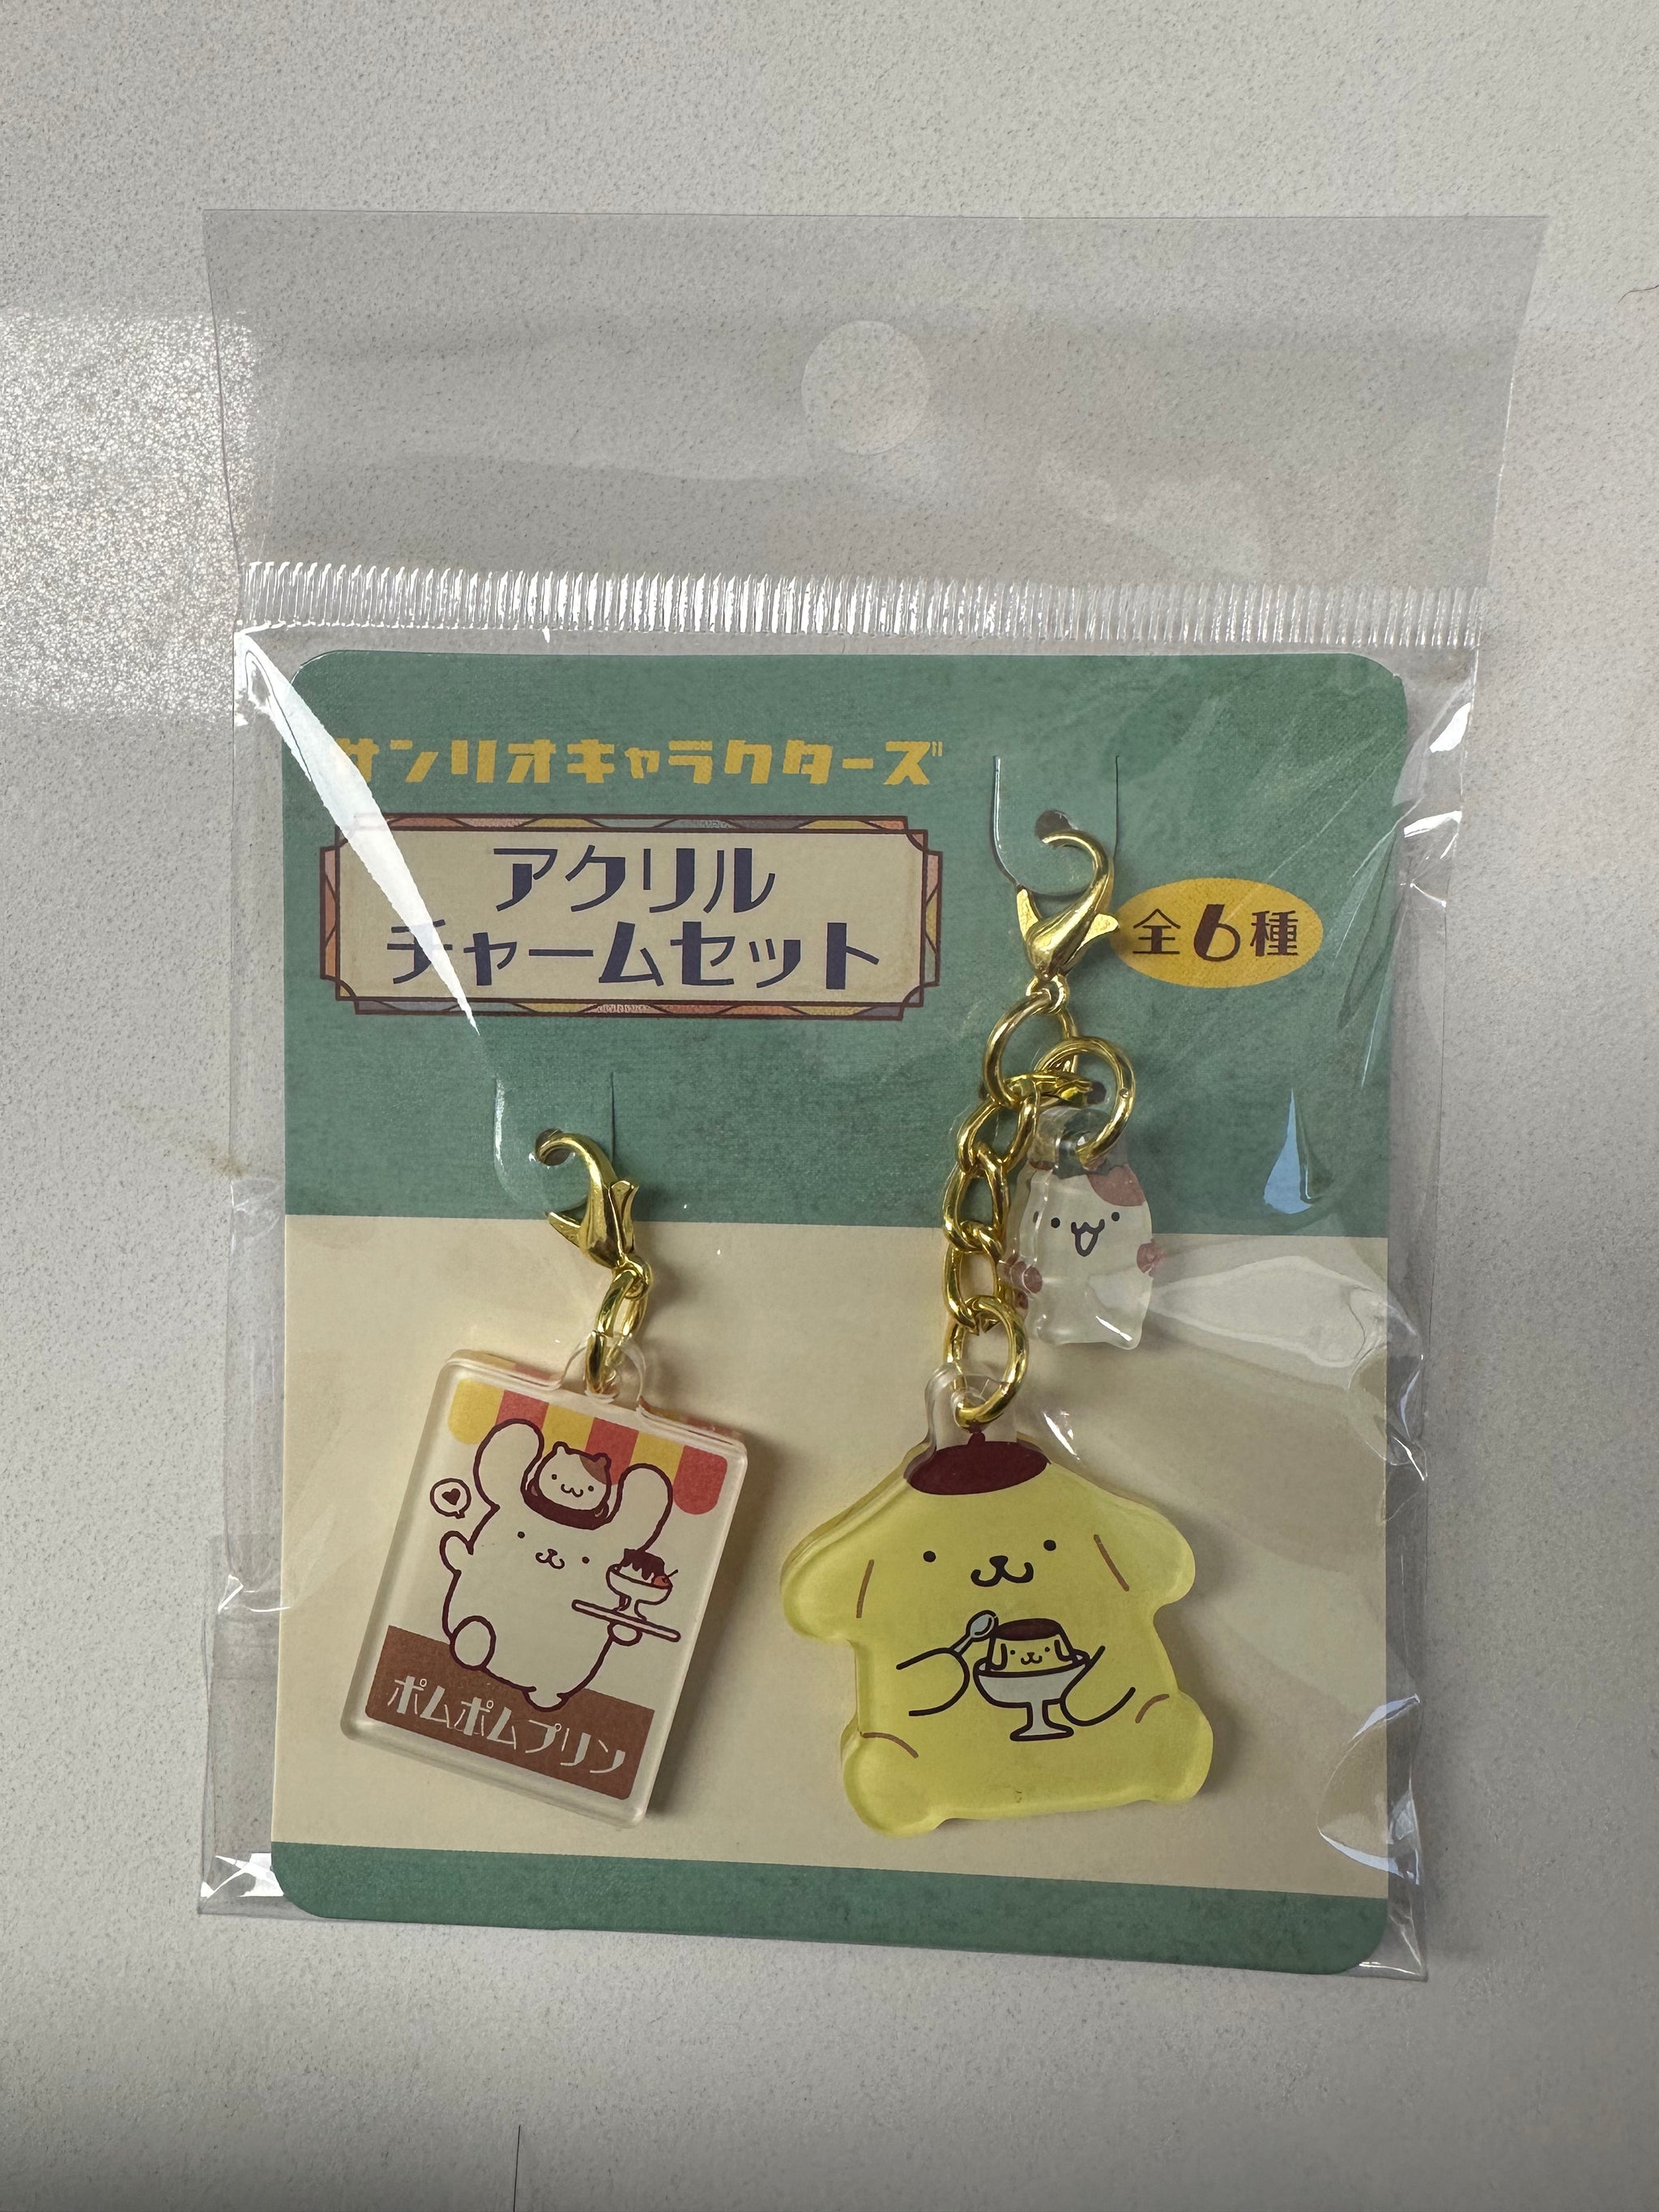 サンリオキャラクターズ
アクリル
チャームセット
全6種
ポムポムプリン